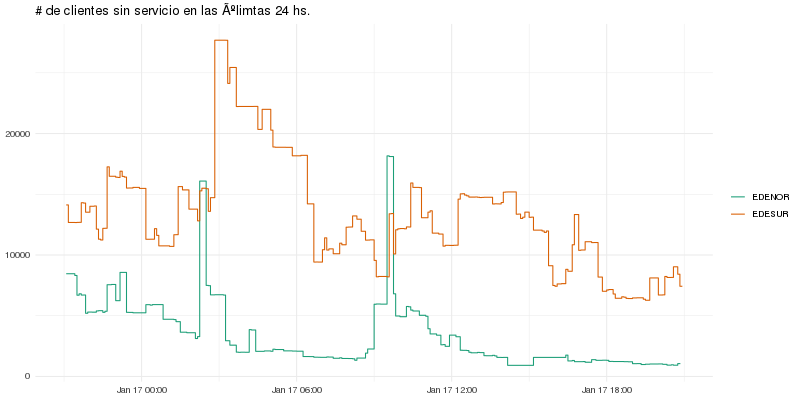 # de clientes sin servicio en las Ãºlimtas 24 hs.
20000
10000
0
Jan 17 00:00
Jan 17 06:00
Jan 17 12:00
Jan 17 18:00
EDENOR
EDESUR